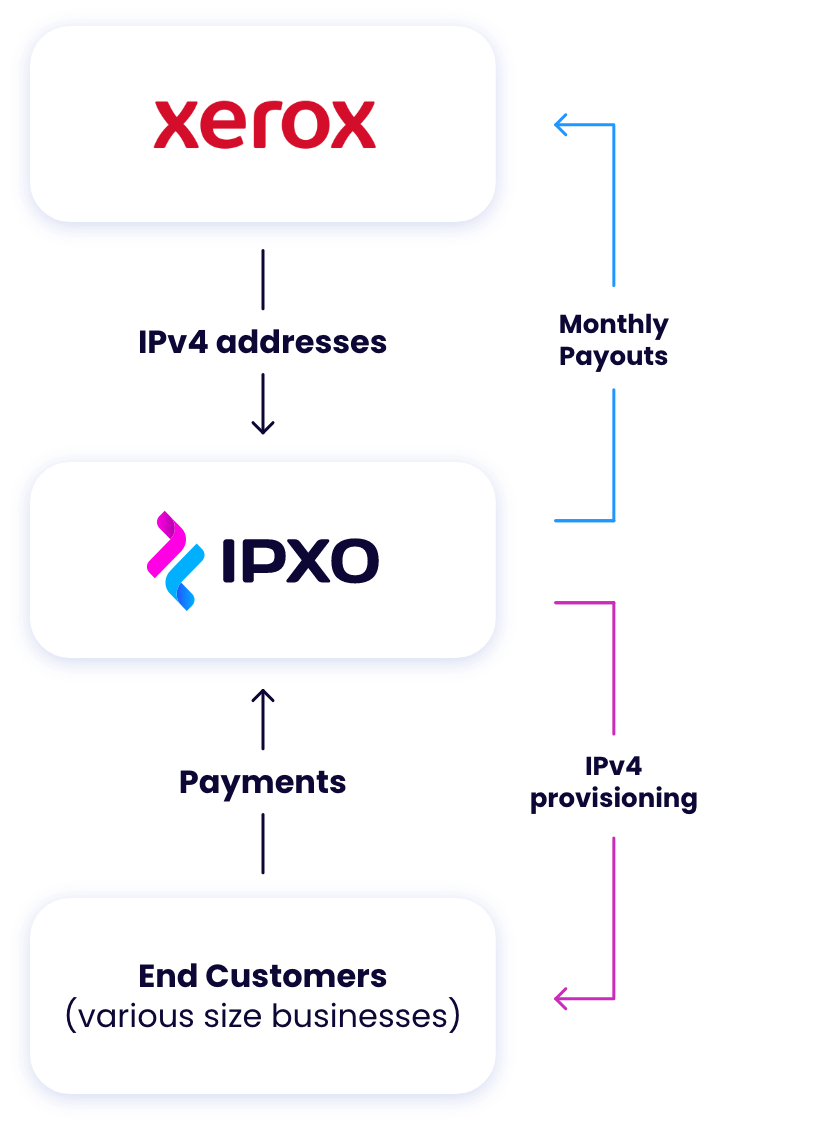 xerox
IPv4 addresses
Monthly
Payouts
IPXO
Payments
IPv4
provisioning
End Customers
(various size businesses)